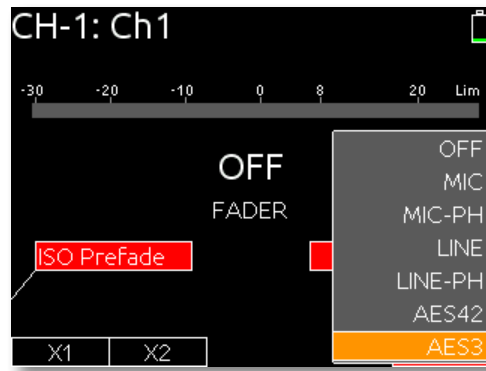 CH-1: Ch1
-30 -20 -10 0 8 20 Lim
OFF
FADER
ISO Prefade
X1 X2
OFF
MIC
MIC-PH
LINE
LINE-PH
AES42
AES3